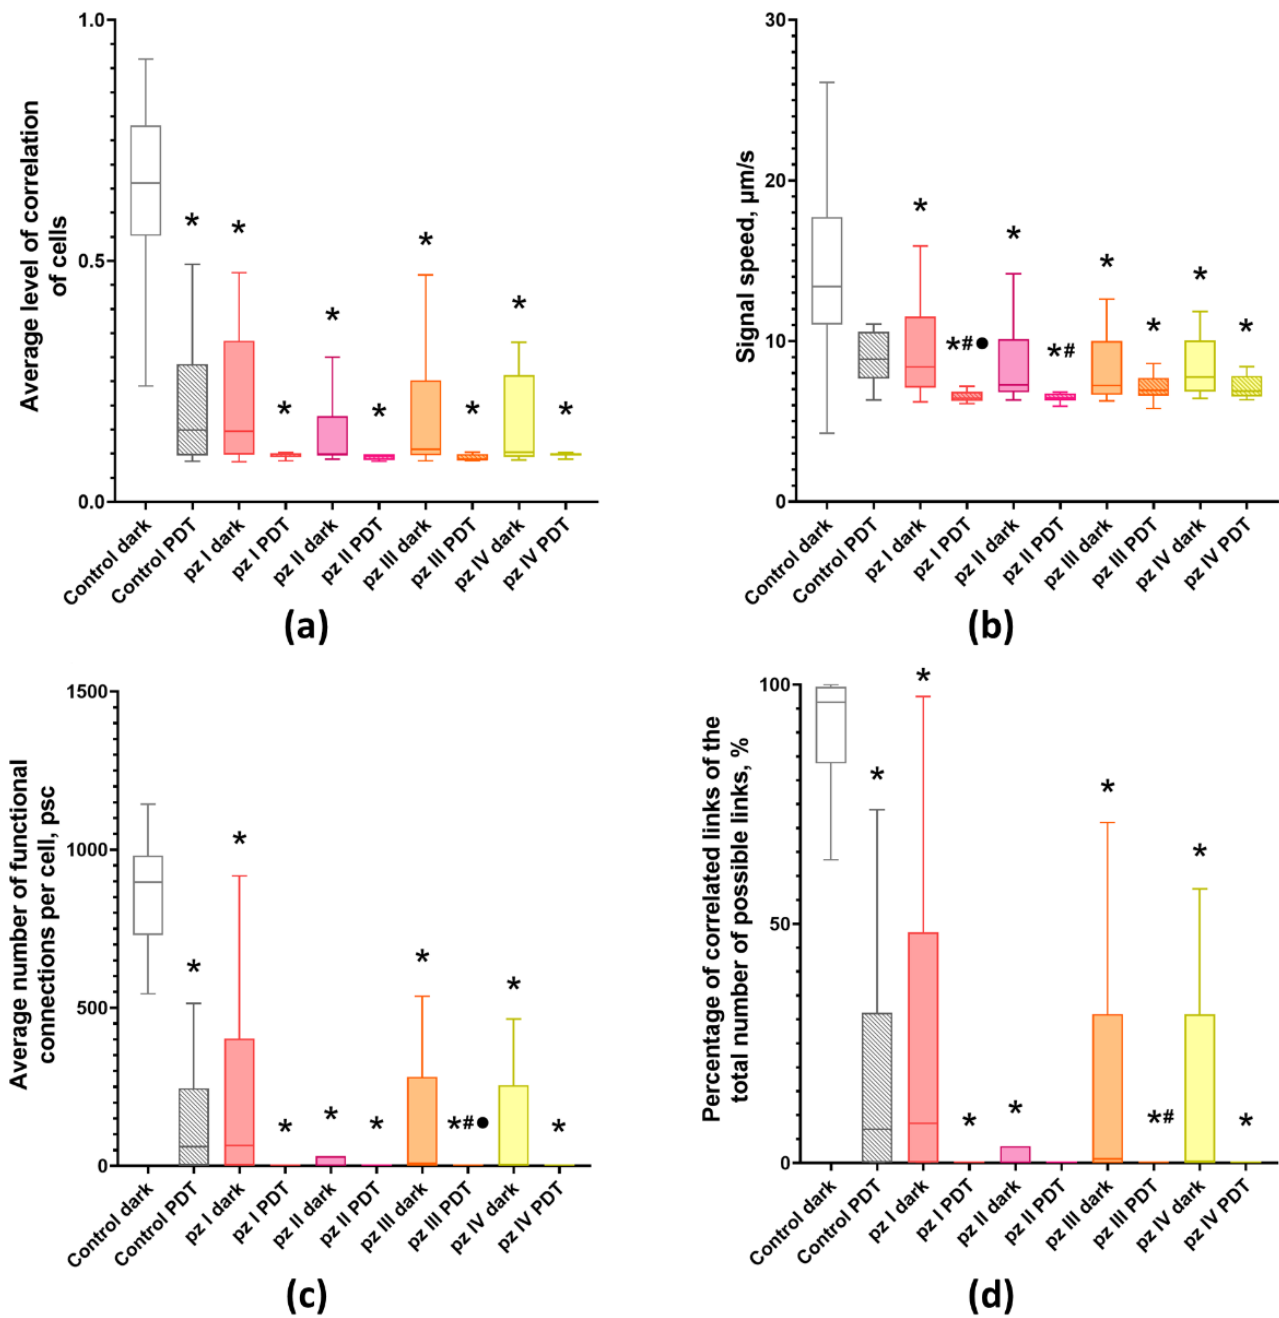 1.0
0.5
0.0
Average level of correlation
of cells
*
*
*
*
*
*
*
*
*
Control dark
Control PDT
pz I dark
pz I PDT
pz II dark
pz II PDT
pz III dark
pz III PDT
pz IV dark
pz IV PDT
(a)
30
20
10
0
Signal speed, μm/s
*
*#●
*
*#
*
*
*
*
Control dark
Control PDT
pz I dark
pz I PDT
pz II dark
pz II PDT
pz III dark
pz III PDT
pz IV dark
pz IV PDT
(b)
1500
1000
500
0
Average number of functional
connections per cell, psc
*
*
*
*
*
*
*#●
*
*
Control dark
Control PDT
pz I dark
pz I PDT
pz II dark
pz II PDT
pz III dark
pz III PDT
pz IV dark
pz IV PDT
(c)
100
50
0
Percentage of correlated links of the
total number of possible links, %
*
*
*
*
*
*#
*
*
Control dark
Control PDT
pz I dark
pz I PDT
pz II dark
pz II PDT
pz III dark
pz III PDT
pz IV dark
pz IV PDT
(d)